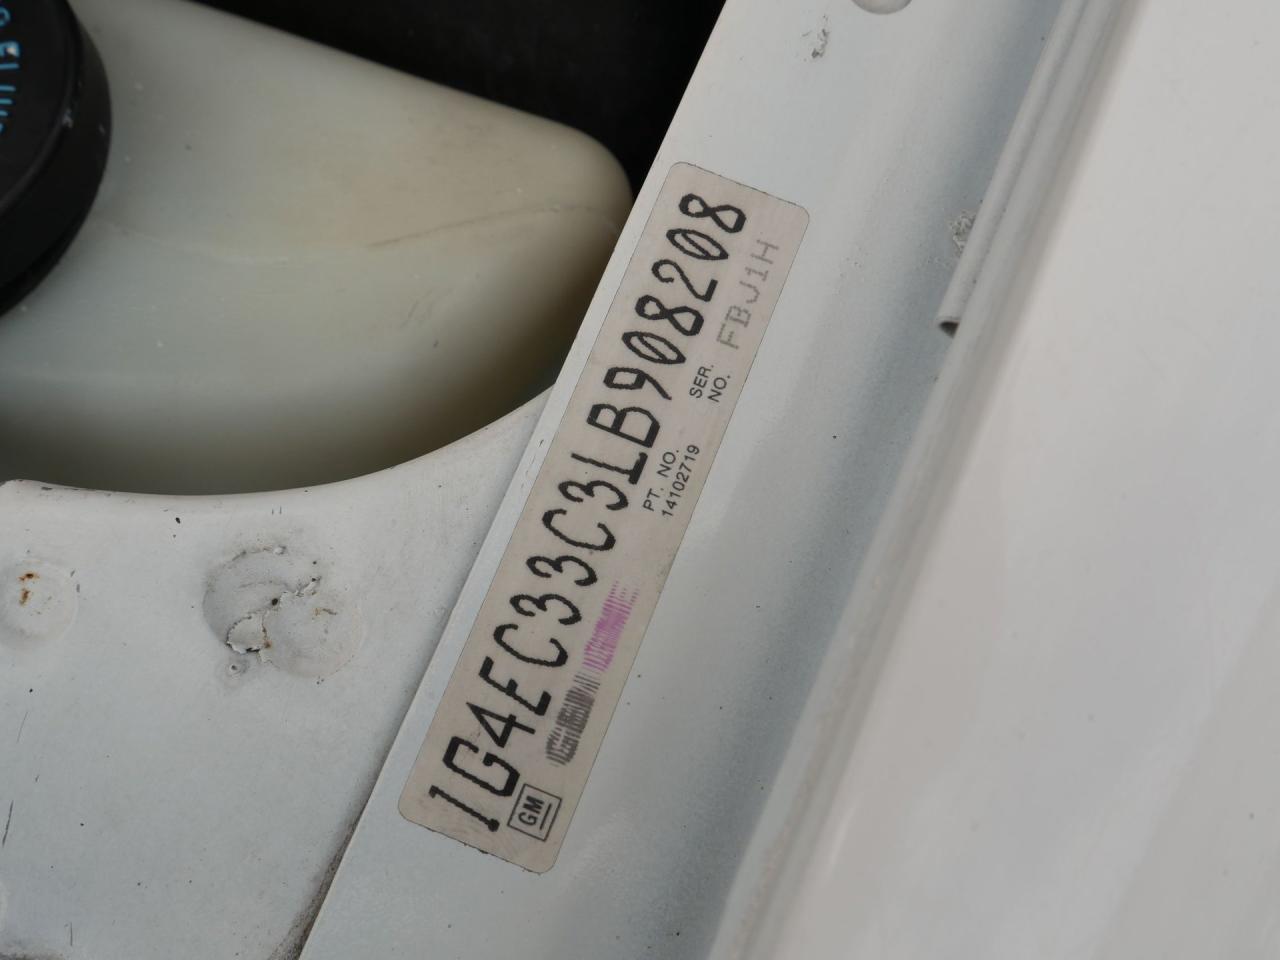 1G4EC33C3LB908208
GM
PT. NO.
14102719
SER.
NO. FBJ1H